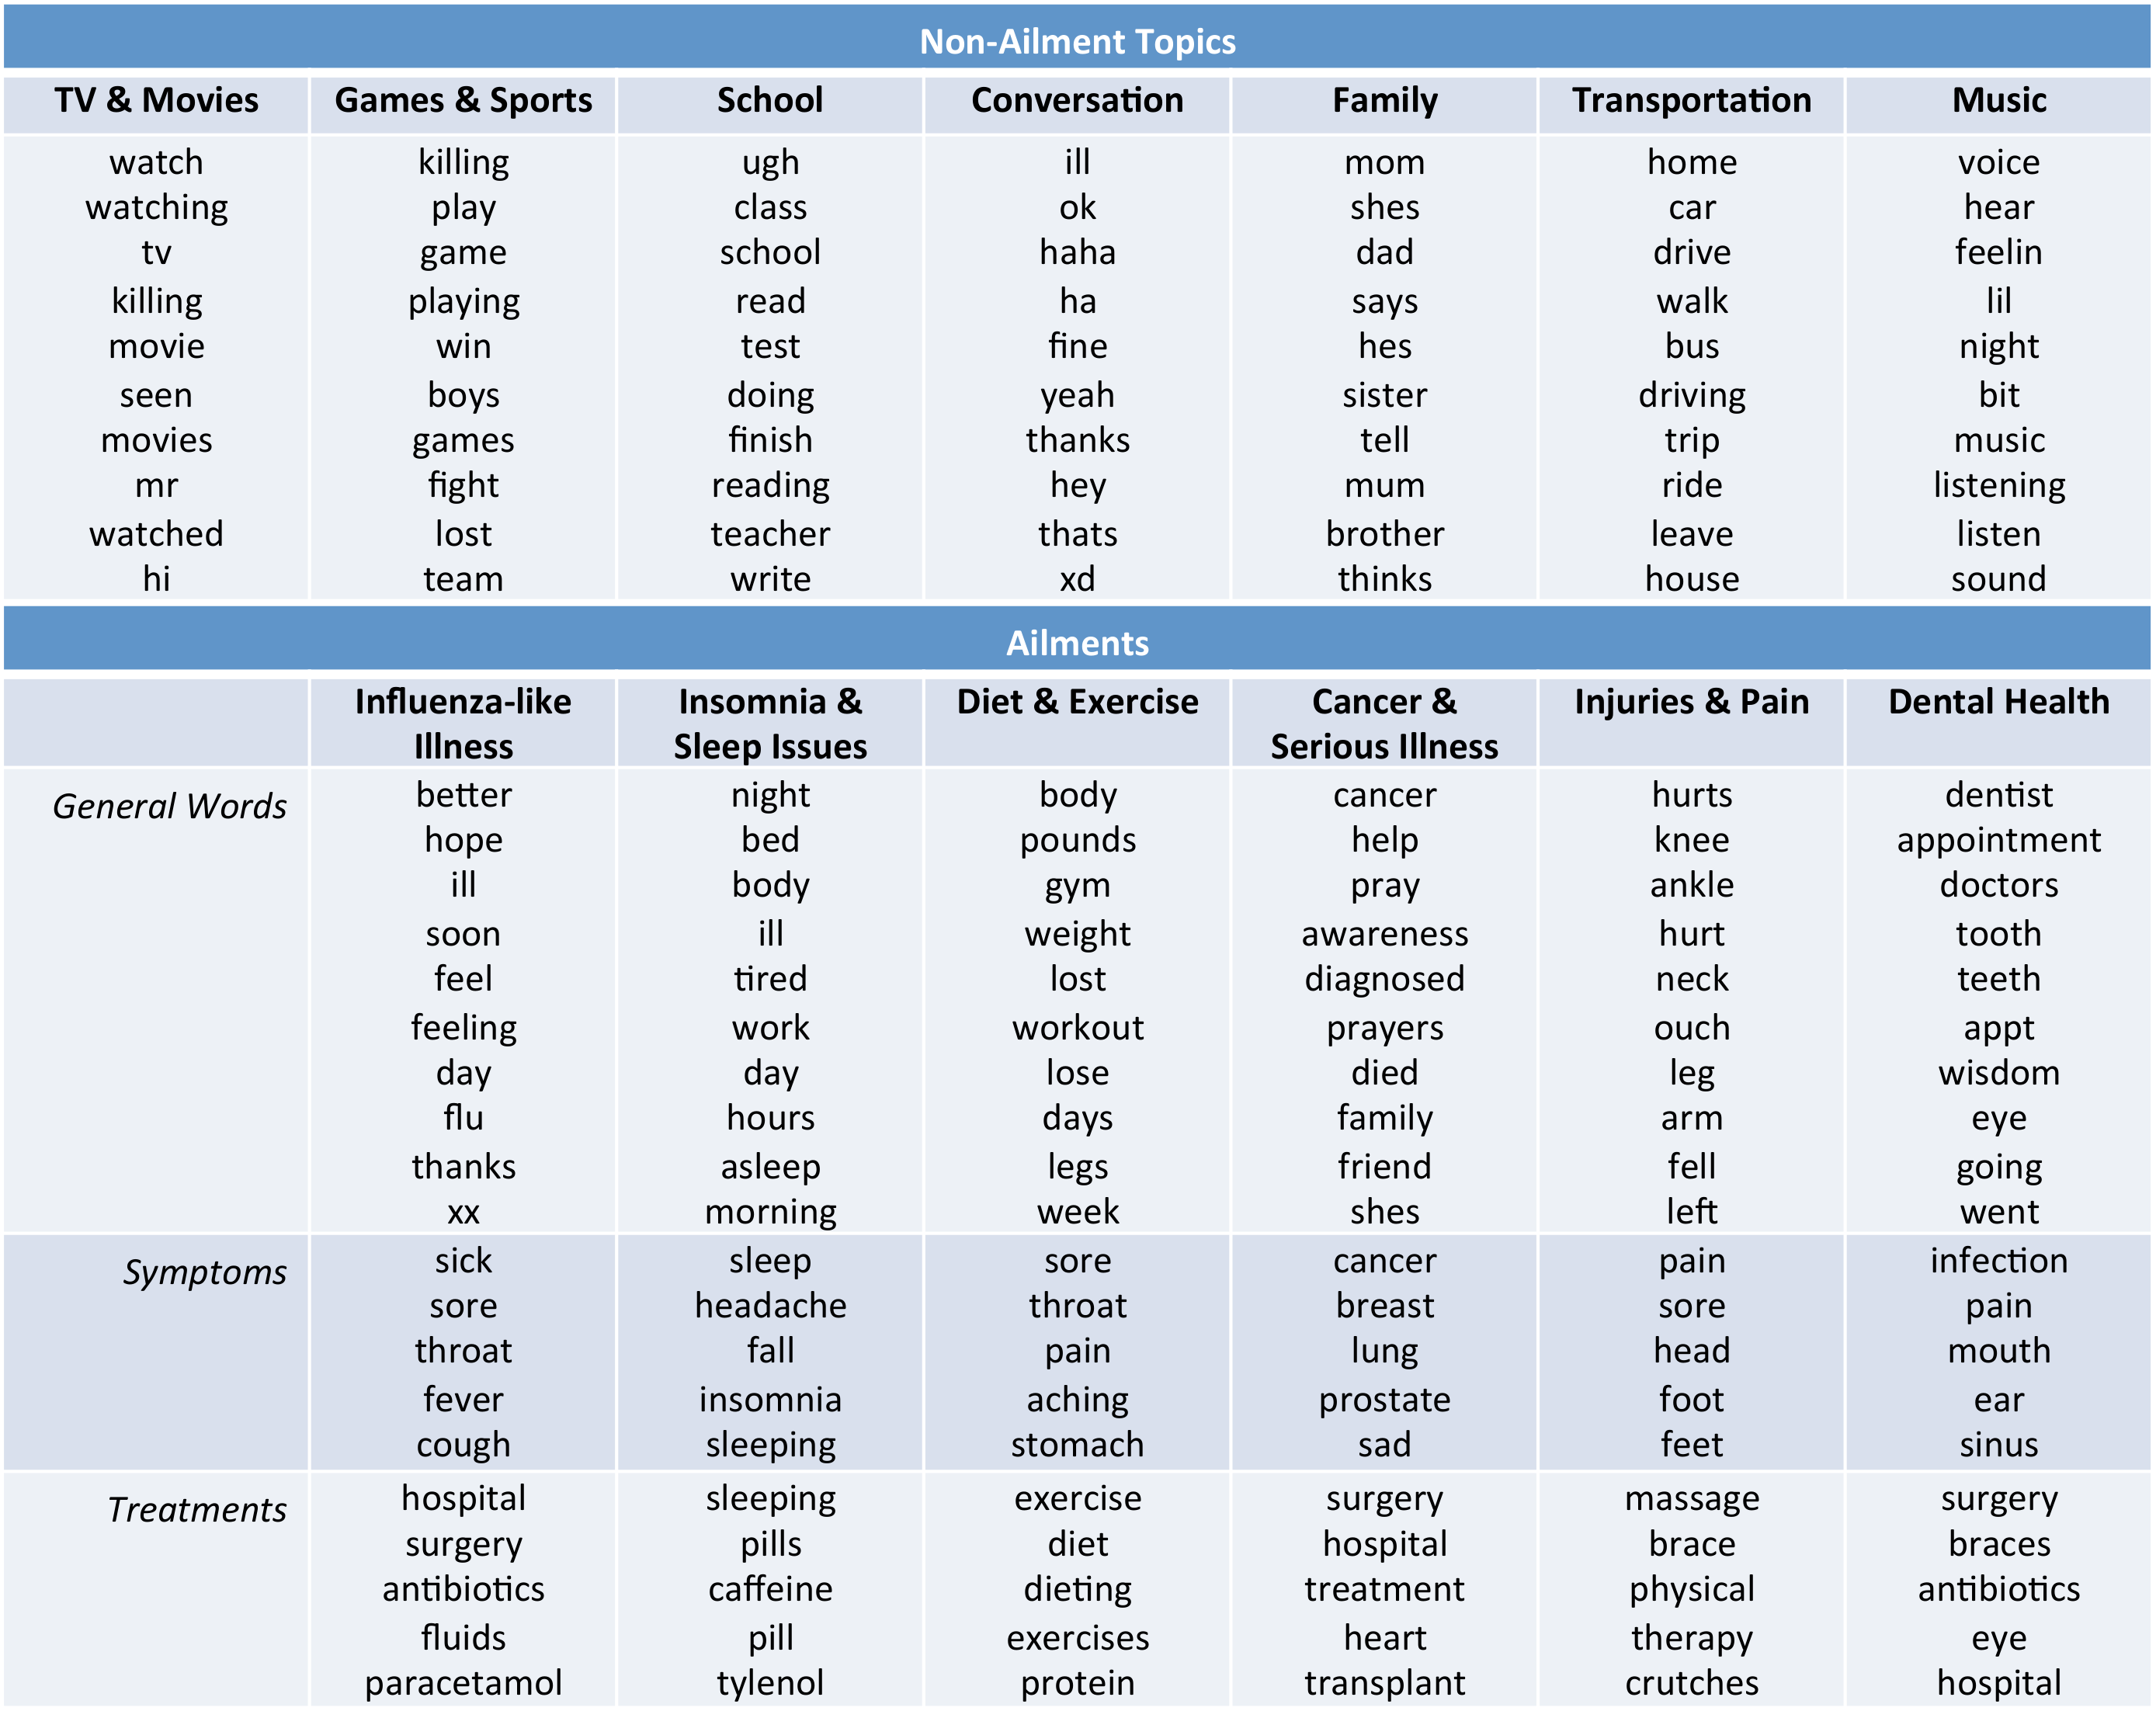 Non-Ailment Topics
TV & Movies Games & Sports School Conversation Family Transportation Music
watch killing ugh ill mom home voice
watching play class ok shes car hear
tv game school haha dad drive feelin
killing playing read ha says walk lil
movie win test fine hes bus night
seen boys doing yeah sister driving bit
movies games finish thanks tell trip music
mr fight reading hey mum ride listening
watched lost teacher thats brother leave listen
hi team write xd thinks house sound
Ailments
Influenza-like Insomnia & Diet & Exercise Cancer & Injuries & Pain Dental Health
Illness Sleep Issues Serious Illness
General Words better night body cancer hurts dentist
hope bed pounds help knee appointment
ill body gym pray ankle doctors
soon ill weight awareness hurt tooth
feel tired lost diagnosed neck teeth
feeling work workout prayers ouch appt
day day lose died leg wisdom
flu hours days family arm eye
thanks asleep legs friend fell going
xx morning week shes left went
Symptoms sick sleep sore cancer pain infection
sore headache throat breast sore pain
throat fall pain lung head mouth
fever insomnia aching prostate foot ear
cough sleeping stomach sad feet sinus
Treatments hospital sleeping exercise surgery massage surgery
surgery pills diet hospital brace braces
antibiotics caffeine dieting treatment physical antibiotics
fluids pill exercises heart therapy eye
paracetamol tylenol protein transplant crutches hospital